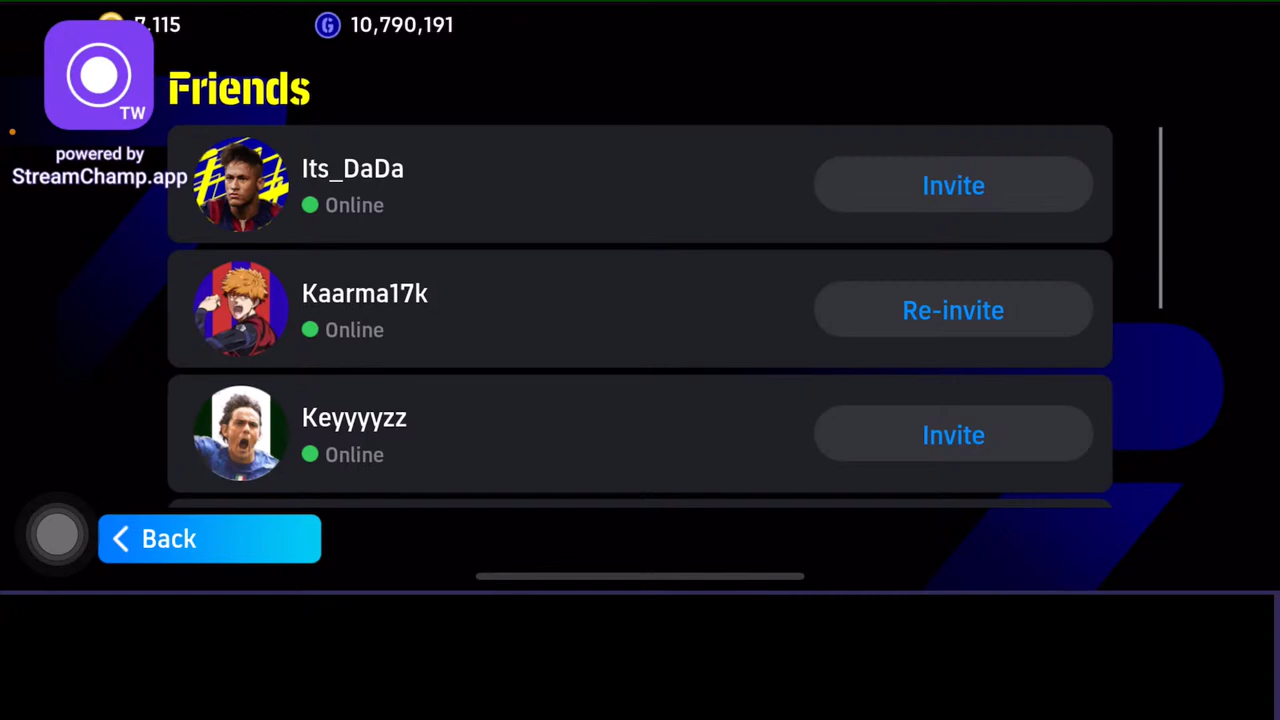 7,115
G 10,790,191
TW
Friends
powered by
StreamChamp.app
Its_DaDa
Online
Invite
Kaarma17k
Online
Re-invite
Keyyyyzz
Online
Invite
Back